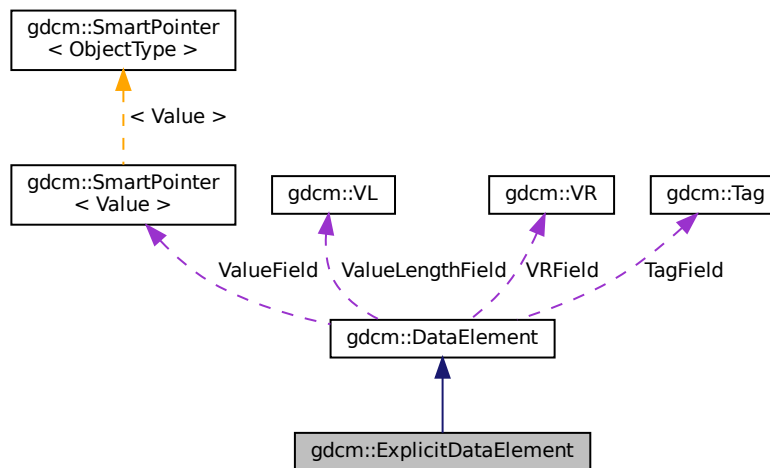 gdcm::SmartPointer
< ObjectType >
< Value >
gdcm::SmartPointer
< Value >
gdcm::VL
gdcm::VR
gdcm::Tag
ValueField
ValueLengthField
VRField
TagField
gdcm::DataElement
gdcm::ExplicitDataElement